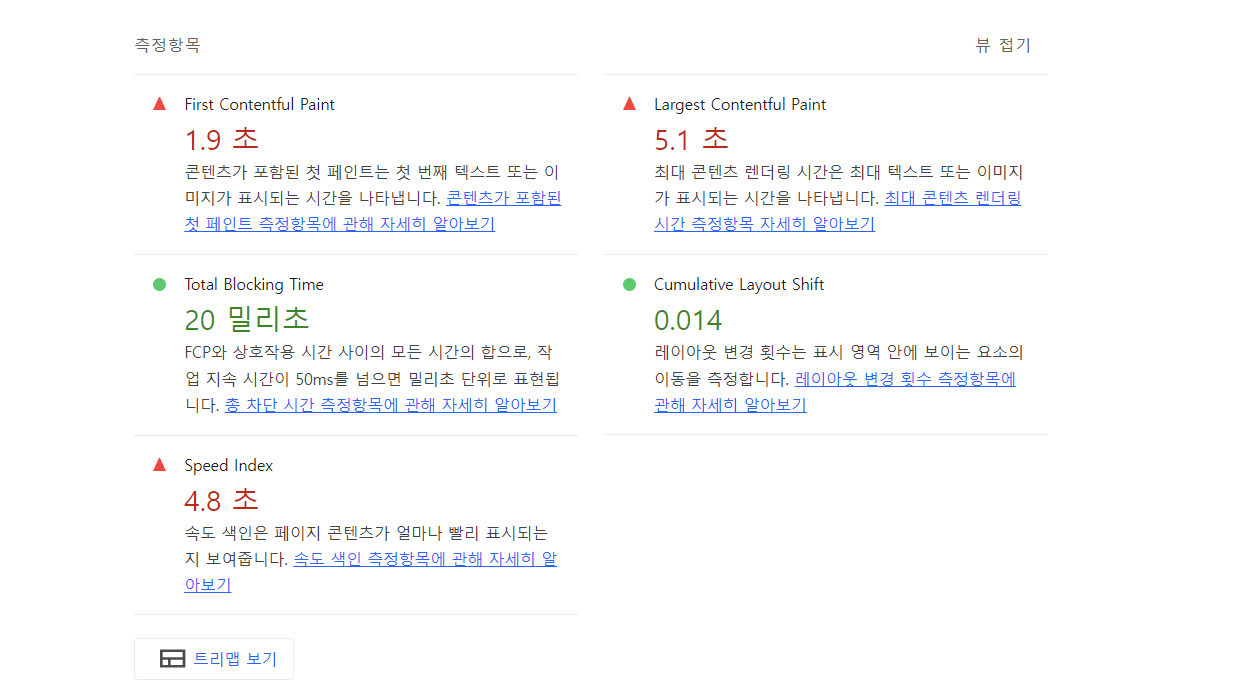 측정항목
뷰 접기
First Contentful Paint
1.9 초
콘텐츠가 포함된 첫 페인트는 첫 번째 텍스트 또는 이
미지가 표시되는 시간을 나타냅니다. 콘텐츠가 포함된
첫 페인트 측정항목에 관해 자세히 알아보기
Largest Contentful Paint
5.1 초
최대 콘텐츠 렌더링 시간은 최대 텍스트 또는 이미지
가 표시되는 시간을 나타냅니다. 최대 콘텐츠 렌더링
시간 측정항목 자세히 알아보기
Total Blocking Time
20 밀리초
FCP와 상호작용 시간 사이의 모든 시간의 합으로, 작
업 지속 시간이 50ms를 넘으면 밀리초 단위로 표현됩
니다. 총 차단 시간 측정항목에 관해 자세히 알아보기
Cumulative Layout Shift
0.014
레이아웃 변경 횟수는 표시 영역 안에 보이는 요소의
이동을 측정합니다. 레이아웃 변경 횟수 측정항목에
관해 자세히 알아보기
Speed Index
4.8 초
속도 색인은 페이지 콘텐츠가 얼마나 빨리 표시되는
지 보여줍니다. 속도 색인 측정항목에 관해 자세히 알
아보기
트리맵 보기